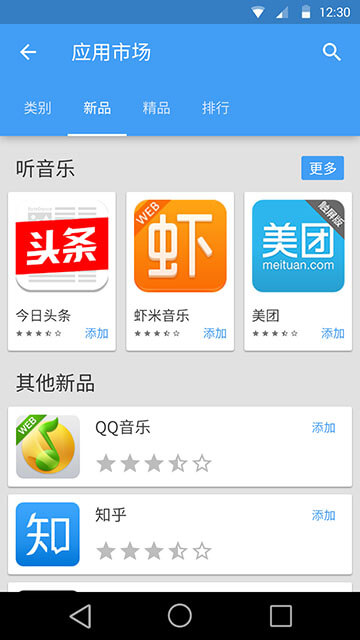 12:30
应用市场
类别 新品 精品 排行
听音乐 更多
头条
WEB
虾
触屏版
美团
meituan.com
今日头条
添加
虾米音乐
添加
美团
添加
其他新品
WEB
QQ音乐 添加
知
知乎 添加